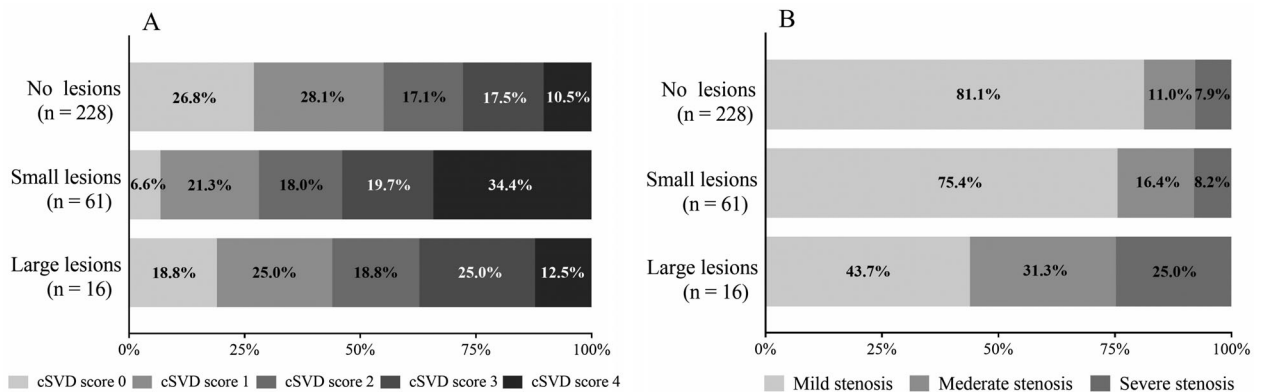 A
No lesions
(n = 228)
26.8% 28.1% 17.1% 17.5% 10.5%
Small lesions
(n = 61)
6.6% 21.3% 18.0% 19.7% 34.4%
Large lesions
(n = 16)
18.8% 25.0% 18.8% 25.0% 12.5%
0% 25% 50% 75% 100%
cSVD score 0 cSVD score 1 cSVD score 2 cSVD score 3 cSVD score 4
B
No lesions
(n = 228)
81.1% 11.0% 7.9%
Small lesions
(n = 61)
75.4% 16.4% 8.2%
Large lesions
(n = 16)
43.7% 31.3% 25.0%
0% 25% 50% 75% 100%
Mild stenosis Mederate stenosis Severe stenosis